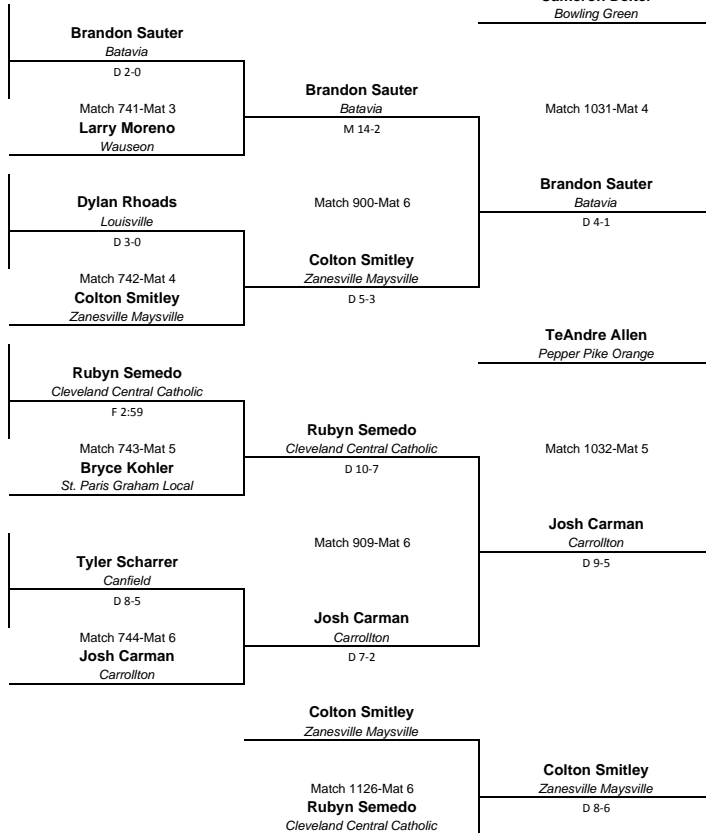 Bowling Green
Brandon Sauter
Batavia
D 2-0
Brandon Sauter
Match 741-Mat 3
Batavia
Match 1031-Mat 4
Larry Moreno
M 14-2
Wauseon
Brandon Sauter
Dylan Rhoads
Match 900-Mat 6
Batavia
Louisville
D 4-1
D 3-0
Colton Smitley
Match 742-Mat 4
Zanesville Maysville
Colton Smitley
D 5-3
Zanesville Maysville
TeAndre Allen
Pepper Pike Orange
Rubyn Semedo
Cleveland Central Catholic
F 2:59
Rubyn Semedo
Match 743-Mat 5
Cleveland Central Catholic
Match 1032-Mat 5
Bryce Kohler
D 10-7
St. Paris Graham Local
Josh Carman
Match 909-Mat 6
Carrollton
Tyler Scharrer
D 9-5
Canfield
D 8-5
Josh Carman
Match 744-Mat 6
Carrollton
Josh Carman
D 7-2
Carrollton
Colton Smitley
Zanesville Maysville
Colton Smitley
Match 1126-Mat 6
Zanesville Maysville
Rubyn Semedo
D 8-6
Cleveland Central Catholic